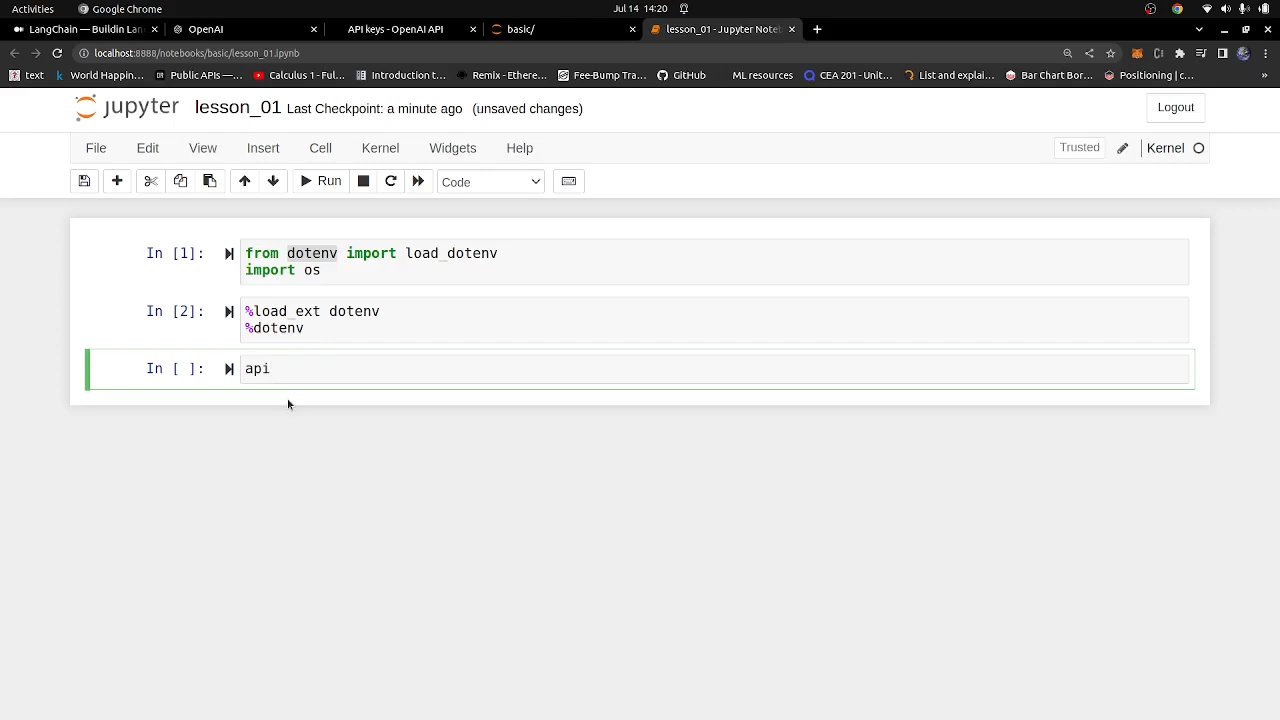 Activities Google Chrome Jul 14 14:20
LangChain — Buildin Lan OpenAI API keys - OpenAI API basic/ lesson_01 - Jupyter Noteb
localhost:8888/notebooks/basic/lesson_01.ipynb
text World Happin... Public APIs —... Calculus 1 - Ful... Introduction t... Remix - Ethere... Fee-Bump Tra... GitHub ML resources CEA 201 - Unit... List and explai... Bar Chart Bor... Positioning | c... »
jupyter lesson_01 Last Checkpoint: a minute ago (unsaved changes) Logout
File Edit View Insert Cell Kernel Widgets Help Trusted Kernel
Run Code
In [1]: from dotenv import load_dotenv
import os
In [2]: %load_ext dotenv
%dotenv
In [ ]: api